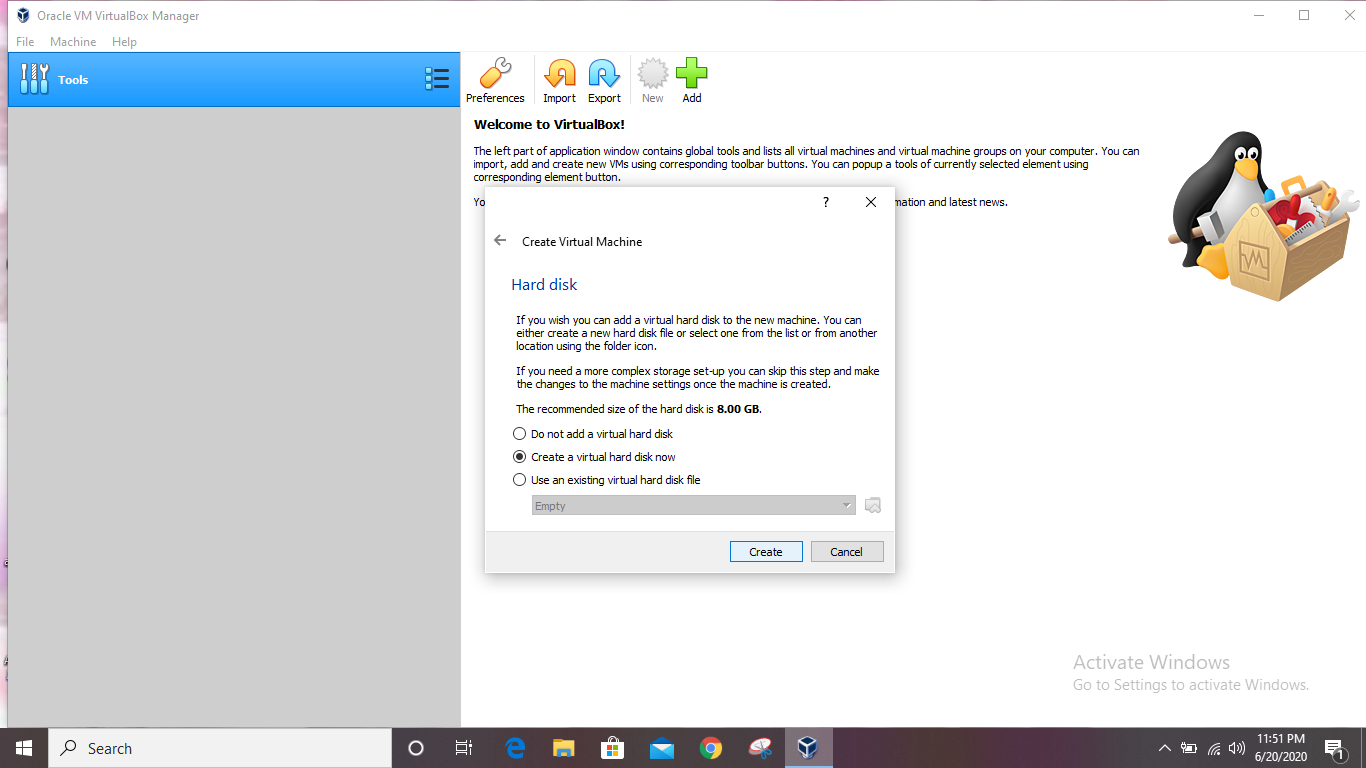 Oracle VM VirtualBox Manager
File Machine Help
Tools
Preferences Import Export New Add
Welcome to VirtualBox!
The left part of application window contains global tools and lists all virtual machines and virtual machine groups on your computer. You can
import, add and create new VMs using corresponding toolbar buttons. You can popup a tools of currently selected element using
corresponding element button.
Yo
mation and latest news.
?
Create Virtual Machine
Hard disk
If you wish you can add a virtual hard disk to the new machine. You can
either create a new hard disk file or select one from the list or from another
location using the folder icon.
If you need a more complex storage set-up you can skip this step and make
the changes to the machine settings once the machine is created.
The recommended size of the hard disk is 8.00 GB.
Do not add a virtual hard disk
Create a virtual hard disk now
Use an existing virtual hard disk file
Empty
Create Cancel
Activate Windows
Go to Settings to activate Windows.
Search
11:51 PM
6/20/2020
1